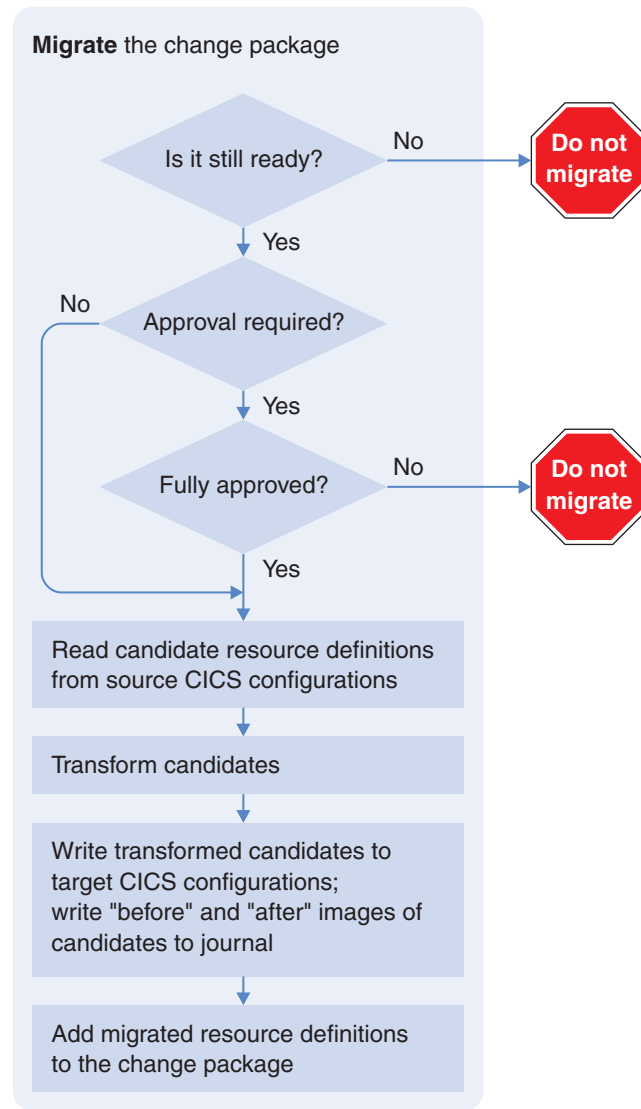 Migrate the change package
Is it still ready?
No
Do not
migrate
Yes
No
Approval required?
Yes
Fully approved?
No
Do not
migrate
Yes
Read candidate resource definitions
from source CICS configurations
Transform candidates
Write transformed candidates to
target CICS configurations;
write "before" and "after" images of
candidates to journal
Add migrated resource definitions
to the change package